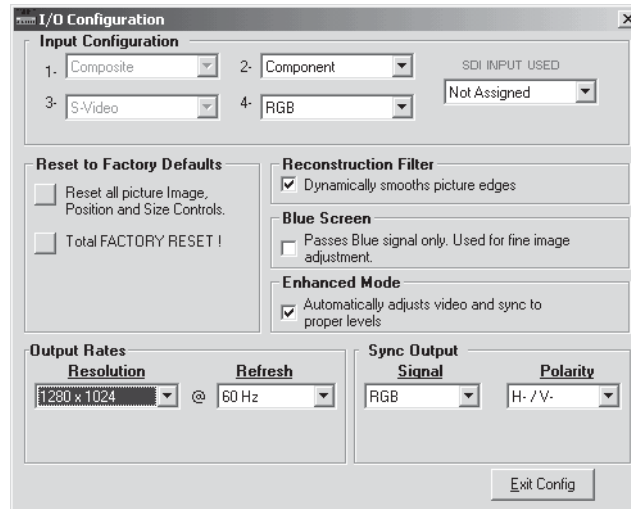 I/O Configuration
Input Configuration
1- Composite 2- Component SDI INPUT USED
Not Assigned
3- S-Video 4- RGB
Reset to Factory Defaults
Reset all picture Image,
Position and Size Controls.
Total FACTORY RESET !
Reconstruction Filter
Dynamically smooths picture edges
Blue Screen
Passes Blue signal only. Used for fine image
adjustment.
Enhanced Mode
Automatically adjusts video and sync to
proper levels
Output Rates
Resolution Refresh
1280 x 1024 @ 60 Hz
Sync Output
Signal Polarity
RGB H- / V-
Exit Config